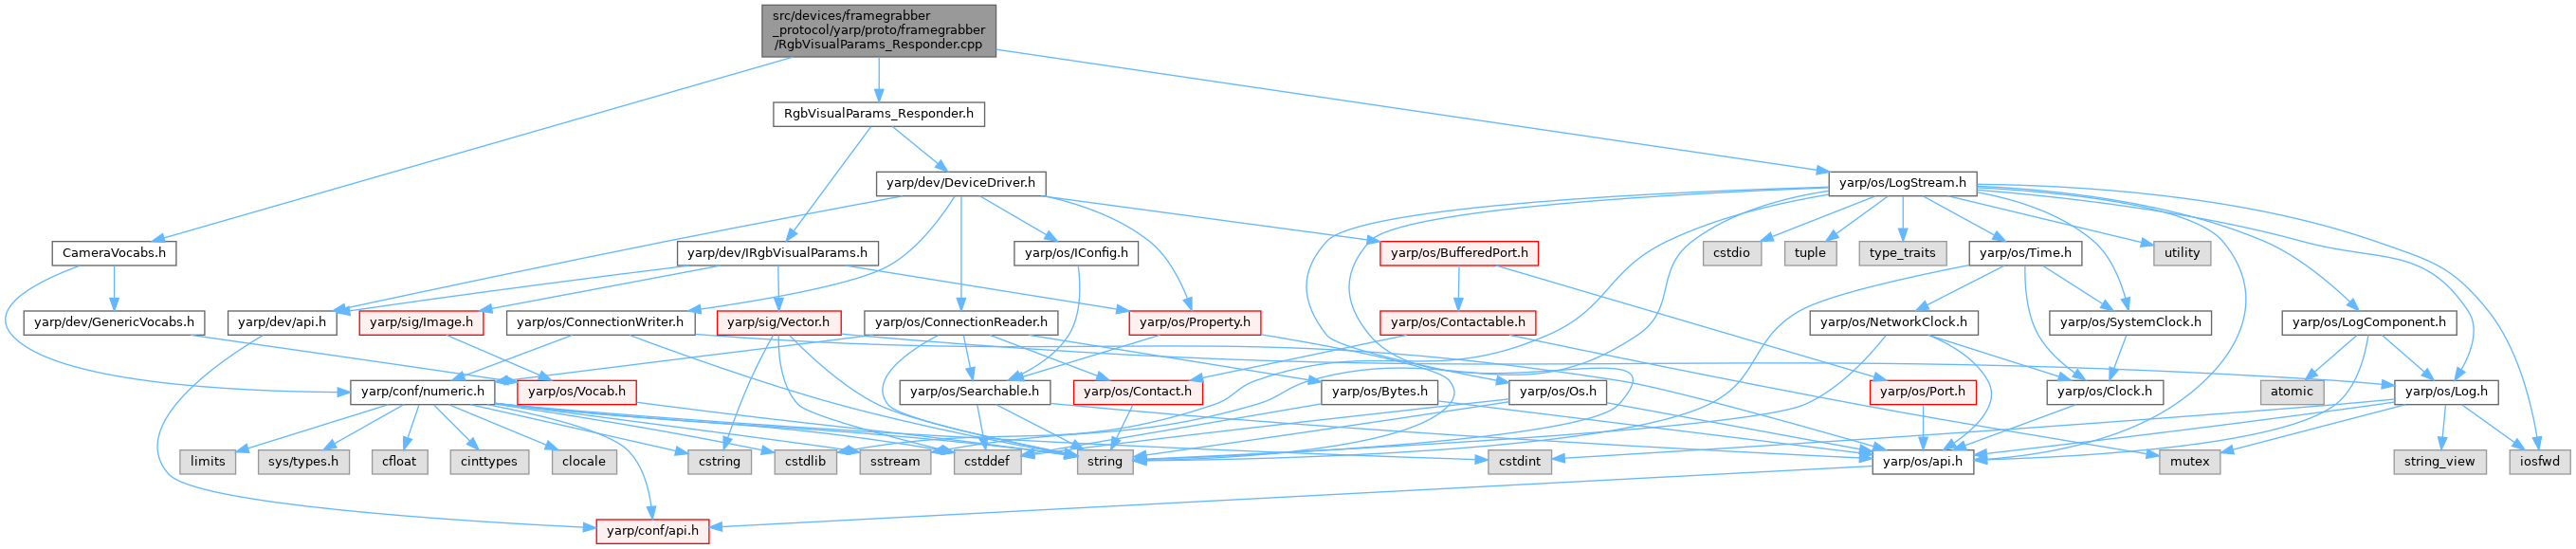 src/devices/framegrabber
_protocol/yarp/proto/framegrabber
/RgbVisualParams_Responder.cpp
RgbVisualParams_Responder.h
yarp/dev/DeviceDriver.h
yarp/os/LogStream.h
CameraVocabs.h
yarp/dev/IRgbVisualParams.h
yarp/os/IConfig.h
yarp/os/BufferedPort.h
cstdio
tuple
type_traits
yarp/os/Time.h
utility
yarp/dev/GenericVocabs.h
yarp/dev/api.h
yarp/sig/Image.h
yarp/os/ConnectionWriter.h
yarp/sig/Vector.h
yarp/os/ConnectionReader.h
yarp/os/Property.h
yarp/os/Contactable.h
yarp/os/NetworkClock.h
yarp/os/SystemClock.h
yarp/os/LogComponent.h
yarp/conf/numeric.h
yarp/os/Vocab.h
yarp/os/Searchable.h
yarp/os/Contact.h
yarp/os/Bytes.h
yarp/os/Os.h
yarp/os/Port.h
yarp/os/Clock.h
atomic
yarp/os/Log.h
limits
sys/types.h
cfloat
cinttypes
clocale
cstring
cstdlib
sstream
cstddef
string
cstdint
yarp/os/api.h
mutex
string_view
iosfwd
yarp/conf/api.h